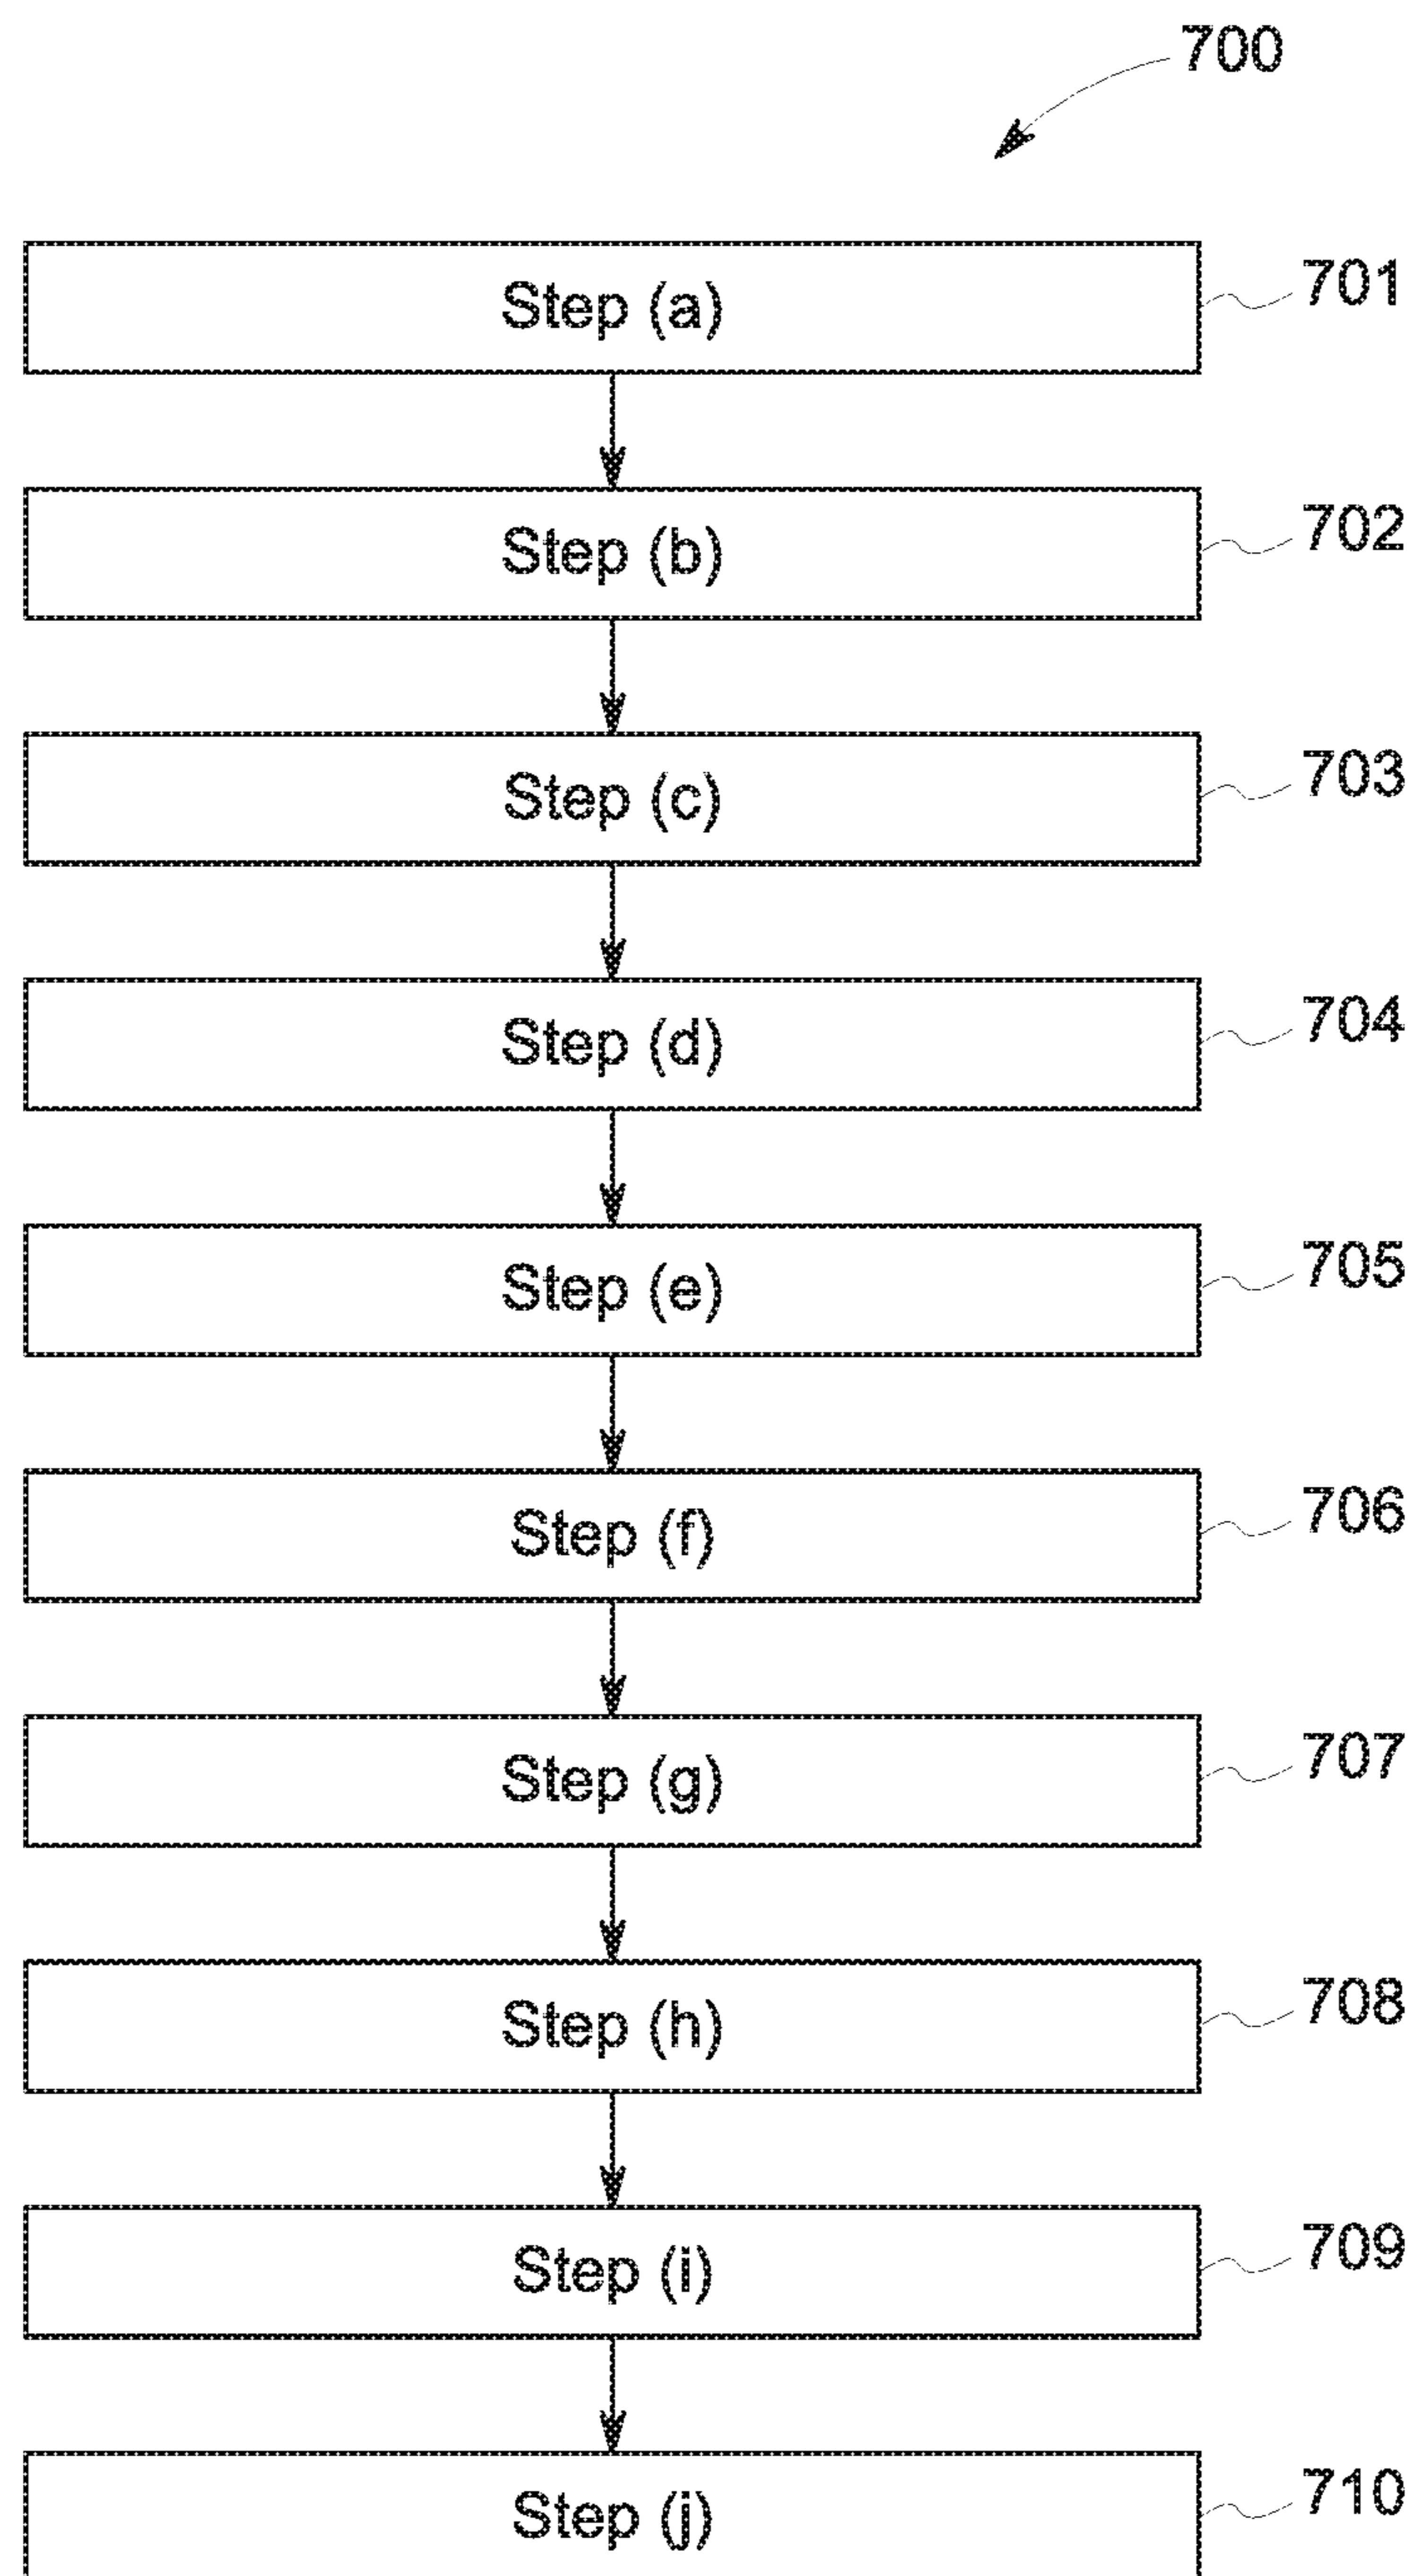 700
Step (a) 701
Step (b) 702
Step (c) 703
Step (d) 704
Step (e) 705
Step (f) 706
Step (g) 707
Step (h) 708
Step (i) 709
Step (j) 710